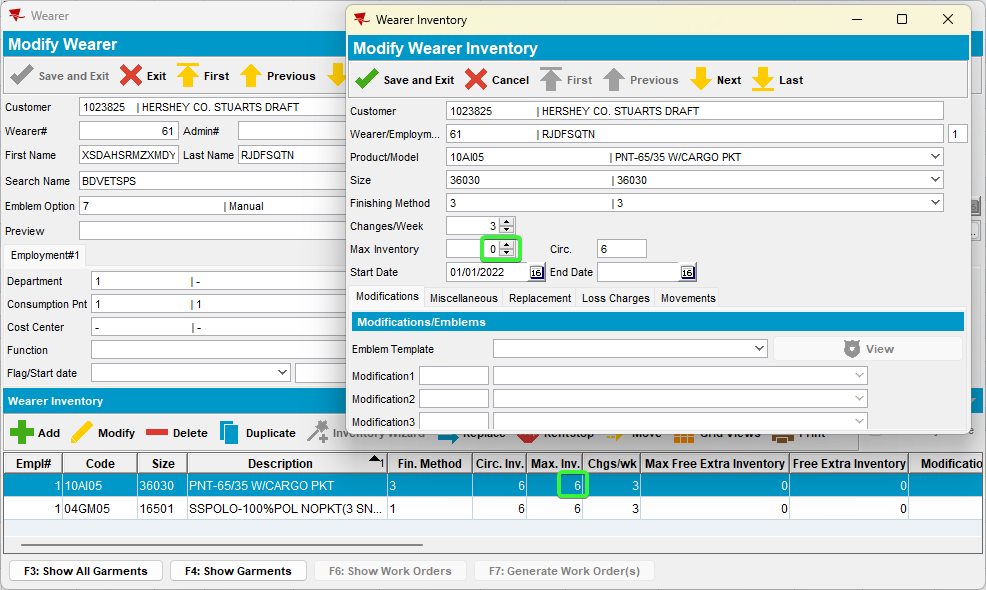 Wearer
Modify Wearer
Save and Exit Exit First Previous
Customer 1023825 | HERSHEY CO. STUARTS DRAFT
Wearer# 61 Admin#
First Name XSDAHSRMZXMDY Last Name RJDFSQTN
Search Name BDVETSPS
Emblem Option 7 | Manual
Preview
Employment#1
Department 1 | -
Consumption Pnt 1 | 1
Cost Center - | -
Function
Flag/Start date
Wearer Inventory
Modify Wearer Inventory
Save and Exit Cancel First Previous Next Last
Customer 1023825 | HERSHEY CO. STUARTS DRAFT
Wearer/Employm... 61 | RJDFSQTN 1
Product/Model 10AI05 | PNT-65/35 W/CARGO PKT
Size 36030 | 36030
Finishing Method 3 | 3
Changes/Week 3
Max Inventory 0 Circ. 6
Start Date 01/01/2022 16 End Date 16
Modifications Miscellaneous Replacement Loss Charges Movements
Modifications/Emblems
Emblem Template View
Modification1
Modification2
Modification3
Wearer Inventory
Add Modify Delete Duplicate Inventory Wizard Replace RentStop Move Grid Views Print
Empl# Code Size Description 1 Fin. Method Circ. Inv. Max. Inv. Chgs/wk Max Free Extra Inventory Free Extra Inventory Modificatio
1 10AI05 36030 PNT-65/35 W/CARGO PKT 3 6 6 3 0 0
1 04GM05 16501 SSPOLO-100%POL NOPKT(3 SN... 1 6 6 3 0 0
F3: Show All Garments F4: Show Garments F6: Show Work Orders F7: Generate Work Order(s)